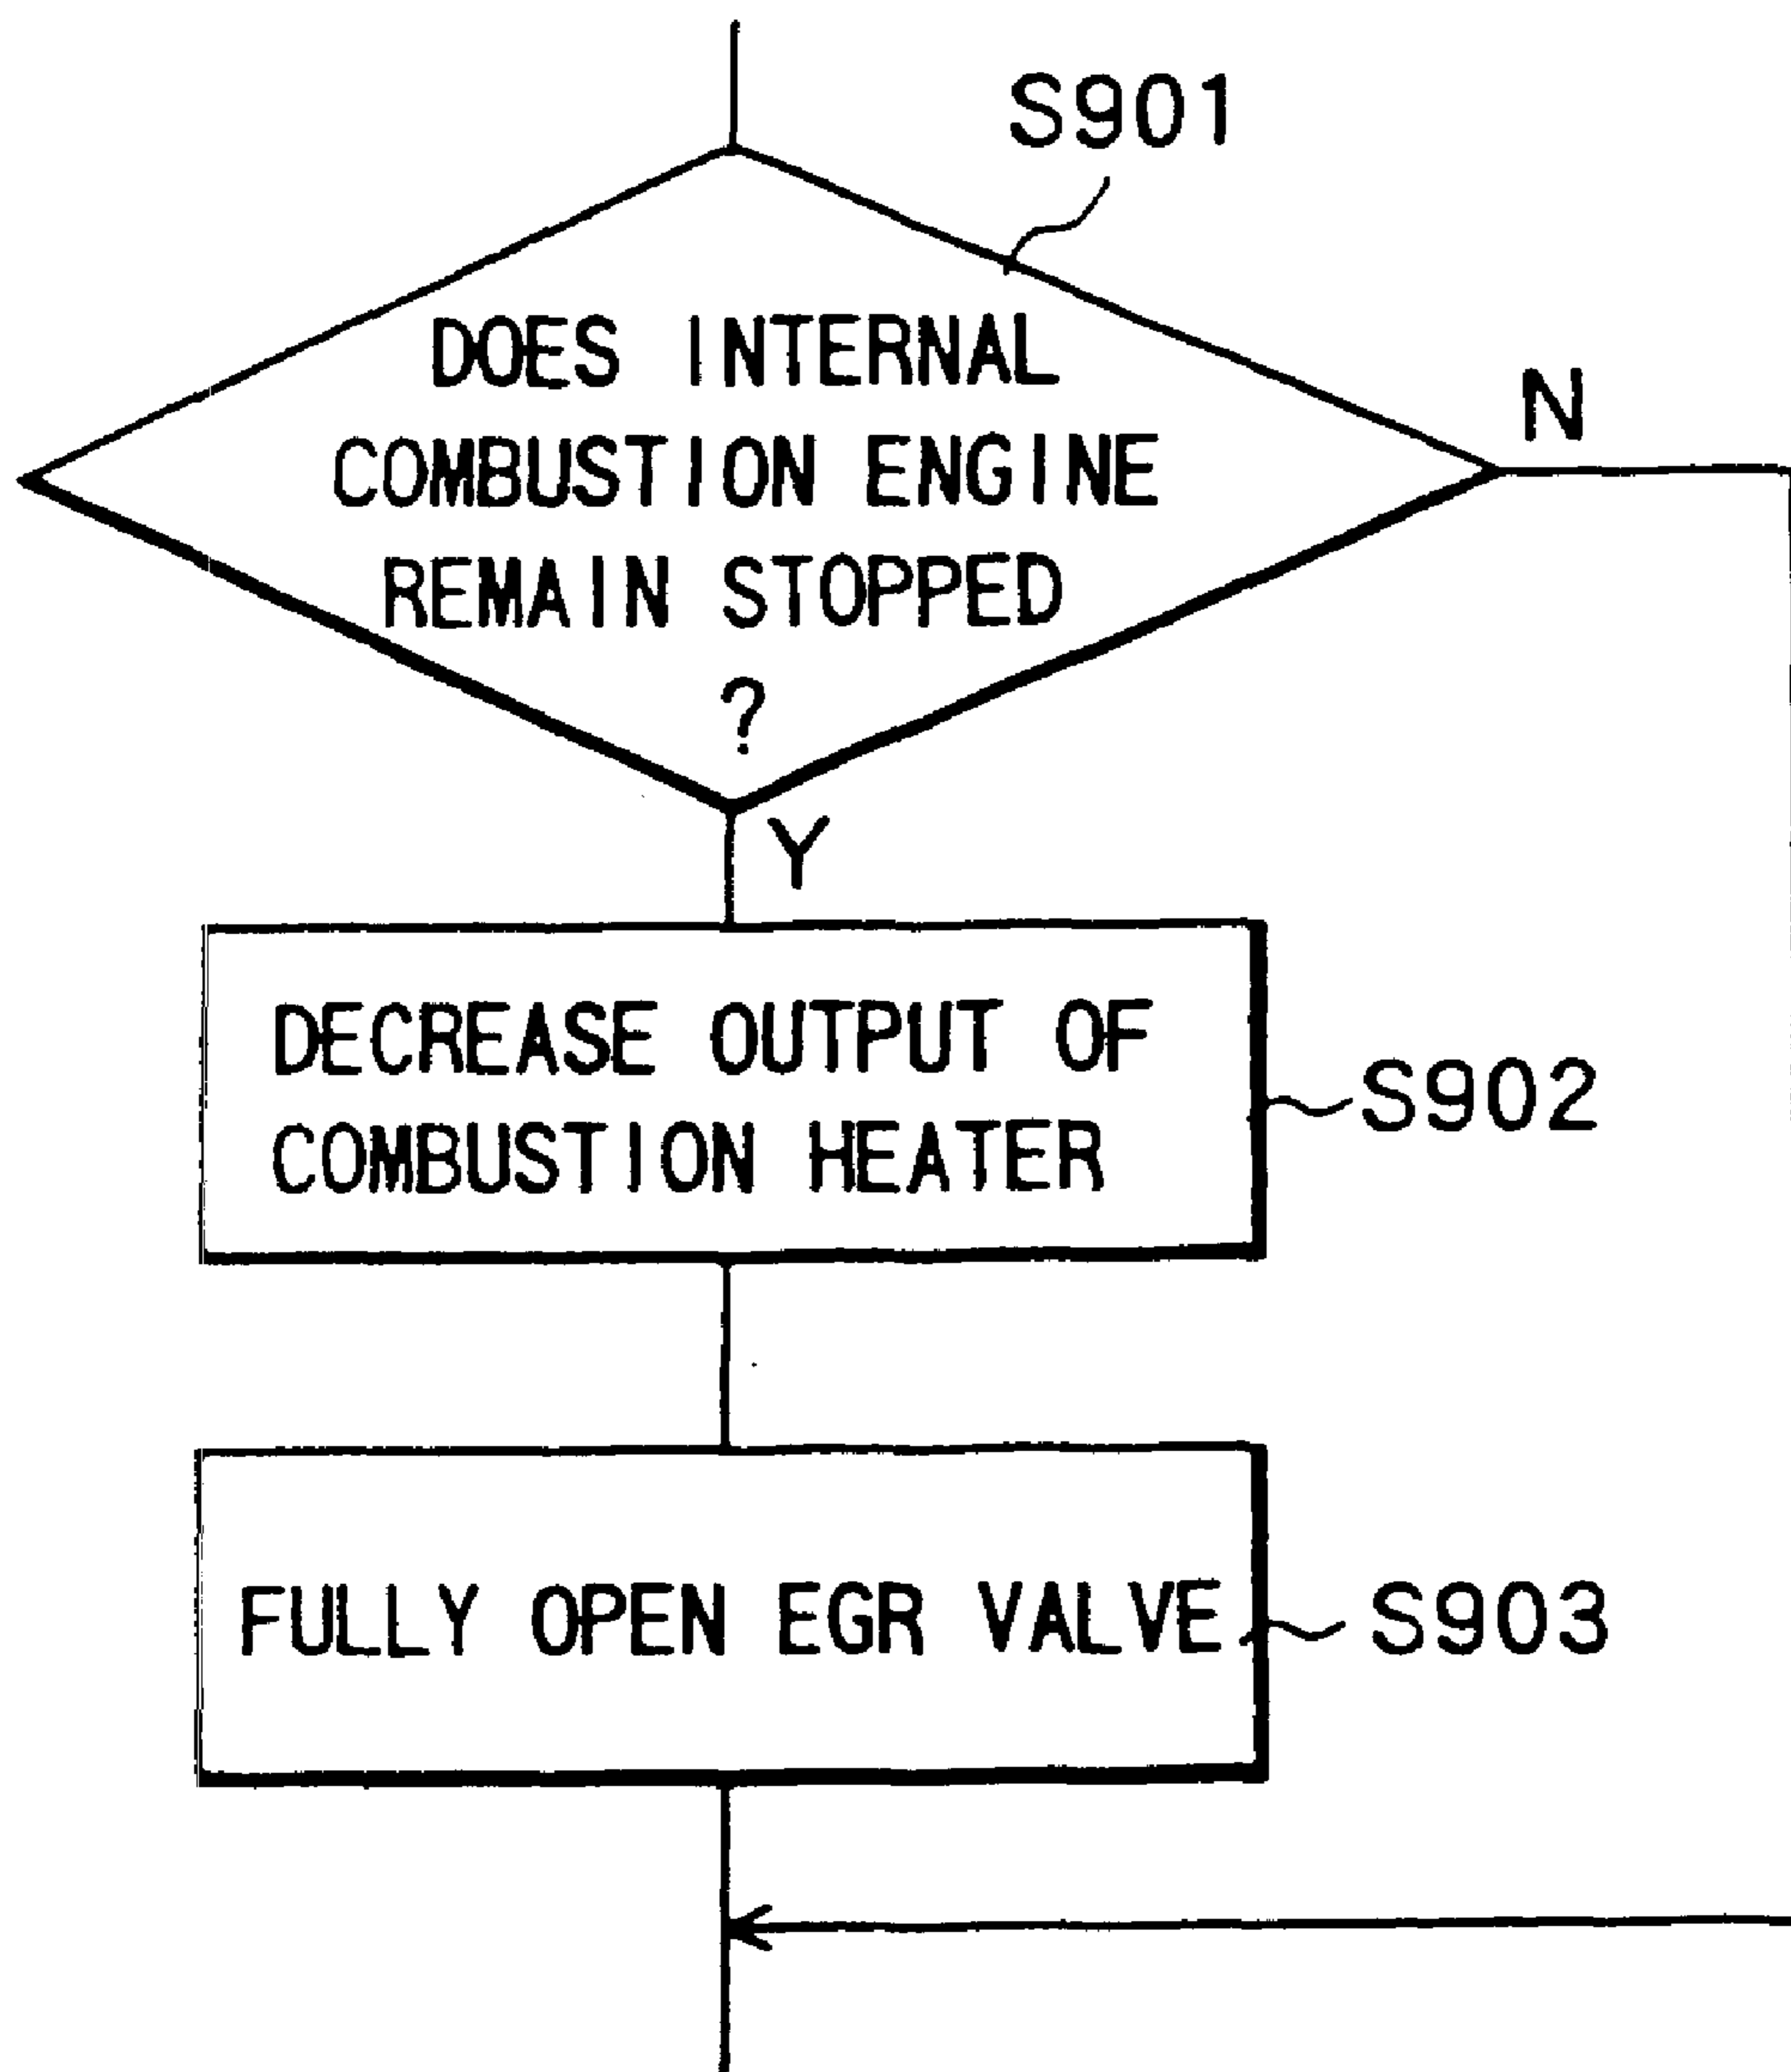 S901
DOES INTERNAL
COMBUSTION ENGINE
REMAIN STOPPED
?
N
Y
DECREASE OUTPUT OF
COMBUSTION HEATER
S902
FULLY OPEN EGR VALVE
S903